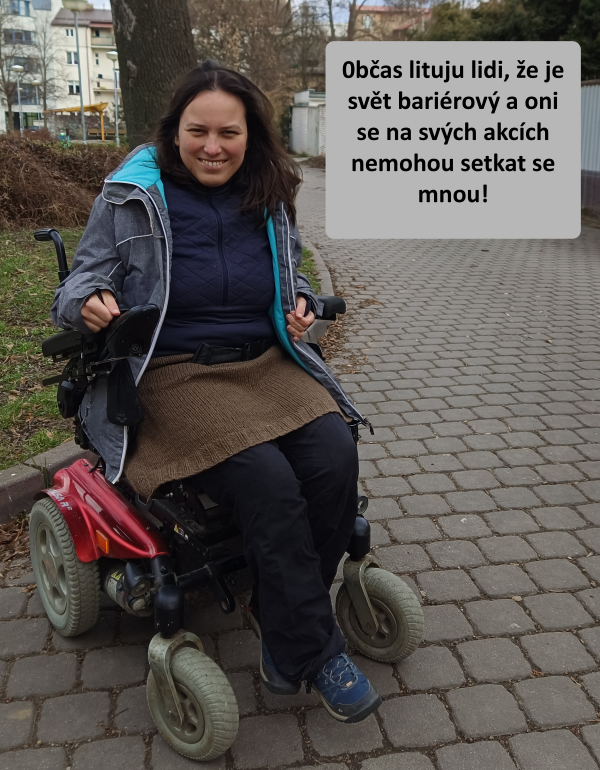 Občas lituju lidi, že je
svět bariérový a oni
se na svých akcích
nemohou setkat se
mnou!